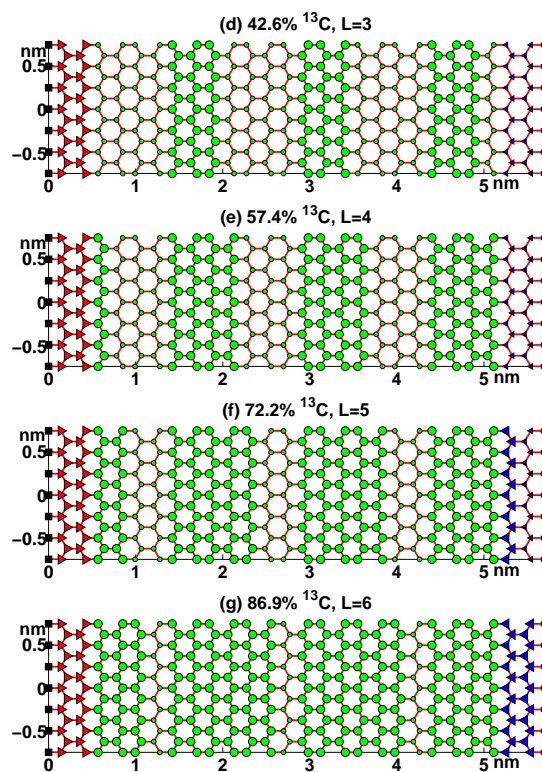 (d) 42.6% ¹³C, L=3
nm
0.5
0
−0.5
0 1 2 3 4 5 nm
(e) 57.4% ¹³C, L=4
nm
0.5
0
−0.5
0 1 2 3 4 5 nm
(f) 72.2% ¹³C, L=5
nm
0.5
0
−0.5
0 1 2 3 4 5 nm
(g) 86.9% ¹³C, L=6
nm
0.5
0
−0.5
0 1 2 3 4 5 nm